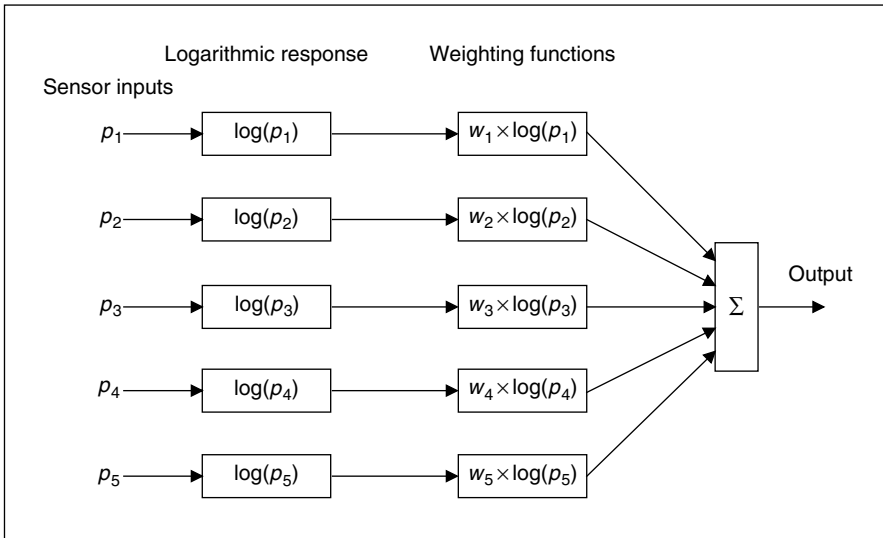 Logarithmic response Weighting functions
Sensor inputs
p₁ log(p₁) w₁×log(p₁)
p₂ log(p₂) w₂×log(p₂)
Output
p₃ log(p₃) w₃×log(p₃) Σ
p₄ log(p₄) w₄×log(p₄)
p₅ log(p₅) w₅×log(p₅)